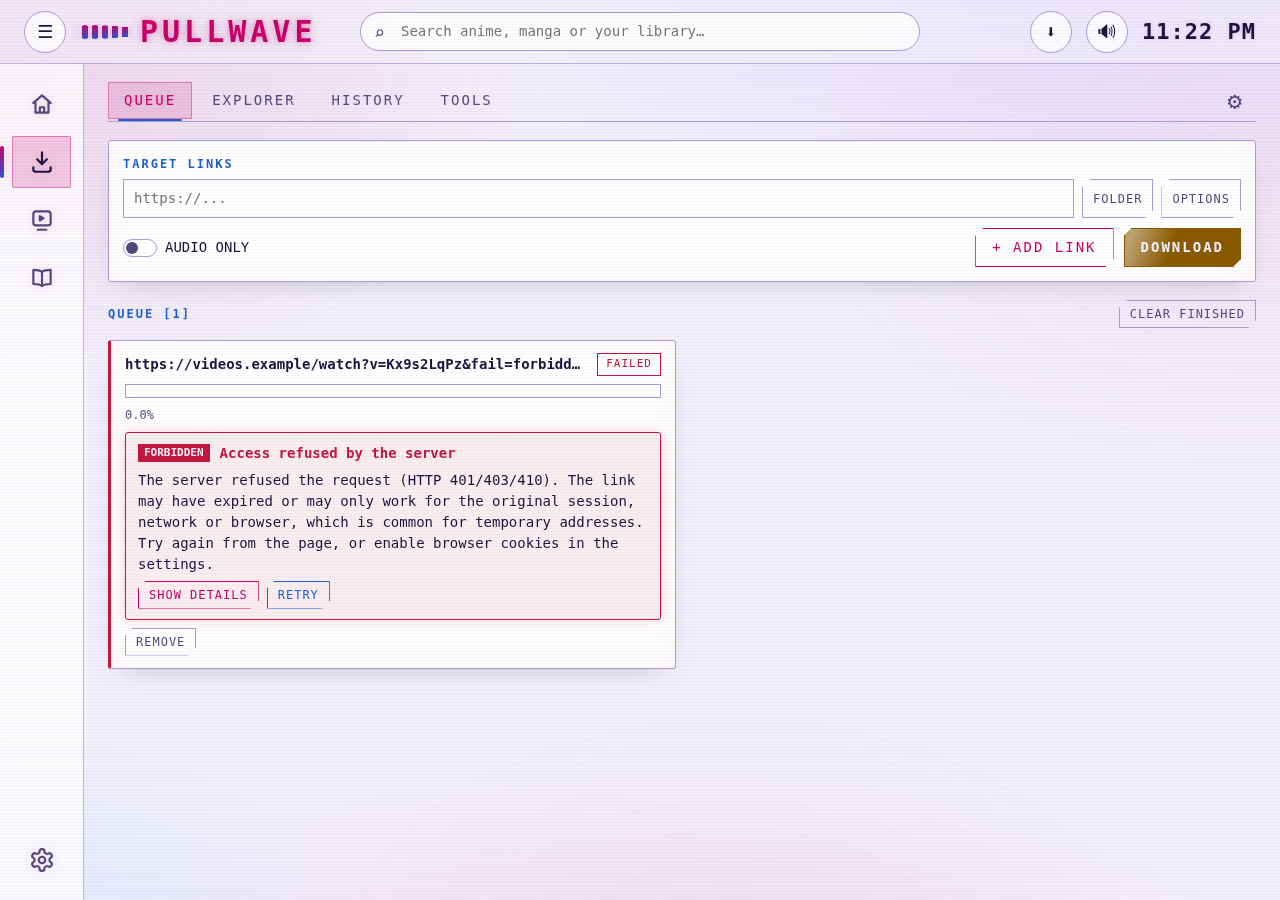 PULLWAVE
Search anime, manga or your library…
11:22 PM
QUEUE
EXPLORER
HISTORY
TOOLS
TARGET LINKS
https://...
FOLDER
OPTIONS
AUDIO ONLY
+ ADD LINK
DOWNLOAD
QUEUE [1]
CLEAR FINISHED
https://videos.example/watch?v=Kx9s2LqPz&fail=forbidd…
FAILED
0.0%
FORBIDDEN
Access refused by the server
The server refused the request (HTTP 401/403/410). The link
may have expired or may only work for the original session,
network or browser, which is common for temporary addresses.
Try again from the page, or enable browser cookies in the
settings.
SHOW DETAILS
RETRY
REMOVE